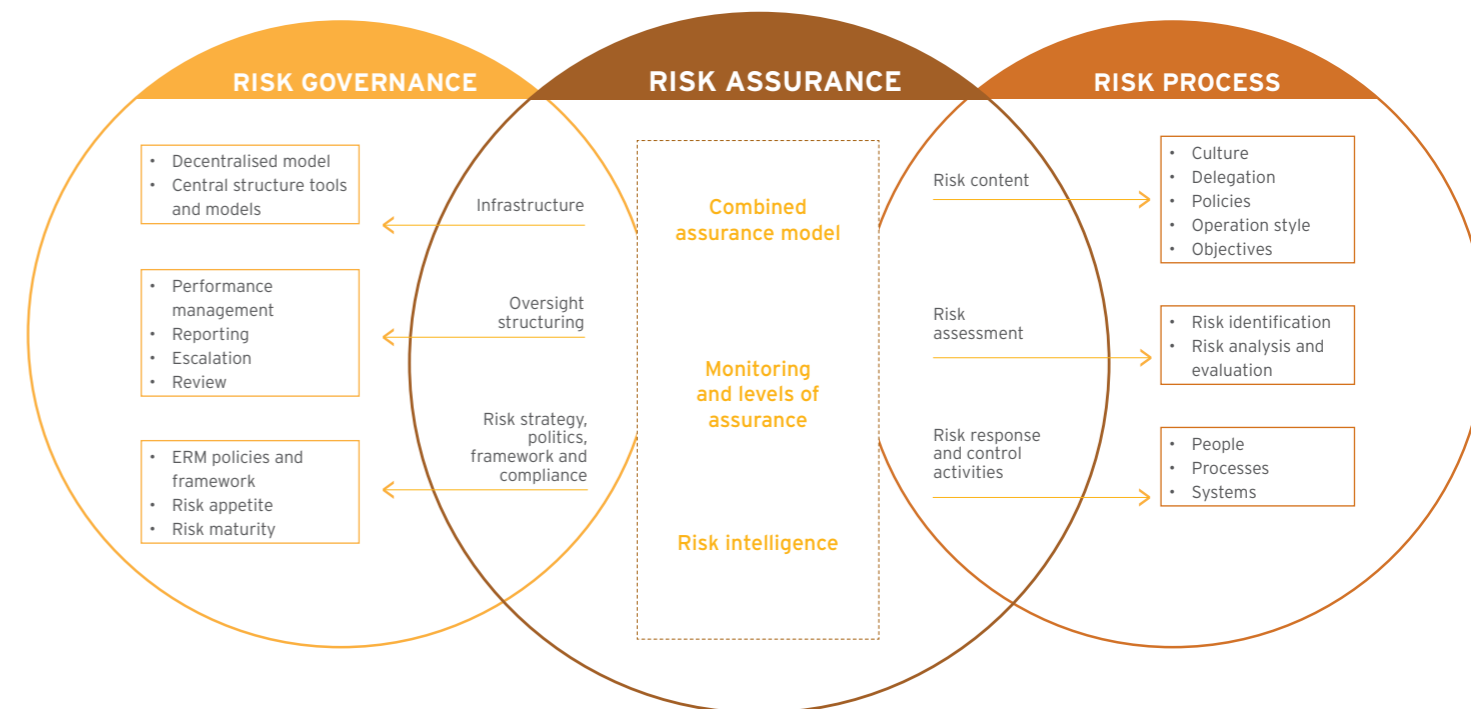 RISK GOVERNANCE
• Decentralised model
• Central structure tools
and models
Infrastructure
• Performance
management
• Reporting
• Escalation
• Review
Oversight
structuring
• ERM policies and
framework
• Risk appetite
• Risk maturity
Risk strategy,
politics,
framework and
compliance
RISK ASSURANCE
Combined
assurance model
Monitoring
and levels of
assurance
Risk intelligence
RISK PROCESS
Risk content
• Culture
• Delegation
• Policies
• Operation style
• Objectives
Risk
assessment
• Risk identification
• Risk analysis and
evaluation
Risk response
and control
activities
• People
• Processes
• Systems